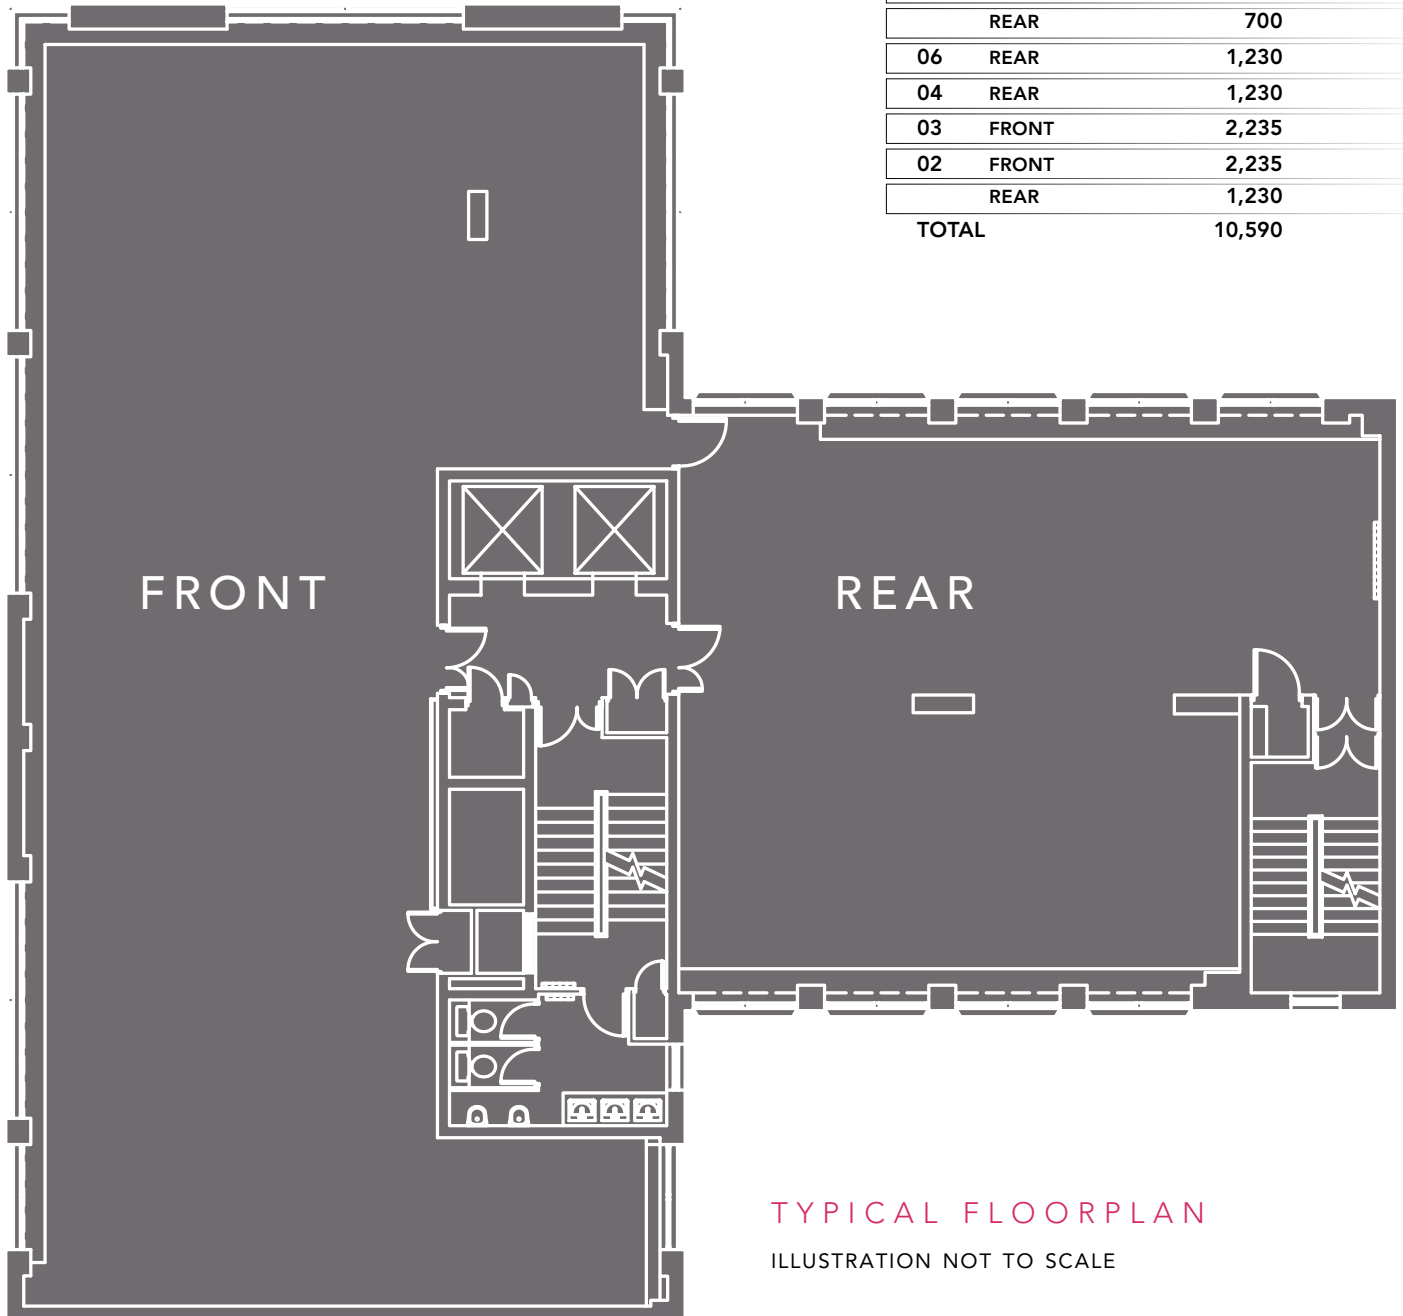 REAR 700
06 REAR 1,230
04 REAR 1,230
03 FRONT 2,235
02 FRONT 2,235
REAR 1,230
TOTAL 10,590
FRONT
REAR
TYPICAL FLOORPLAN
ILLUSTRATION NOT TO SCALE